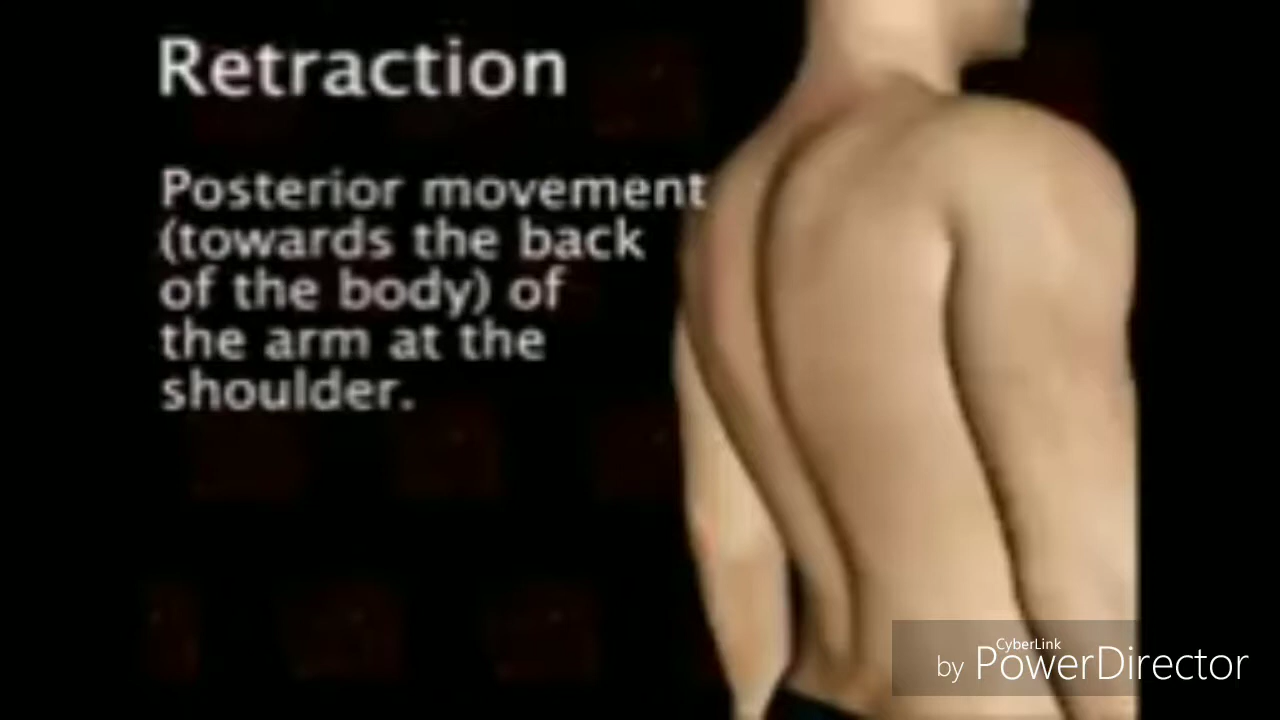 Retraction
Posterior movement
(towards the back
of the body) of
the arm at the
shoulder.
CyberLink
by PowerDirector